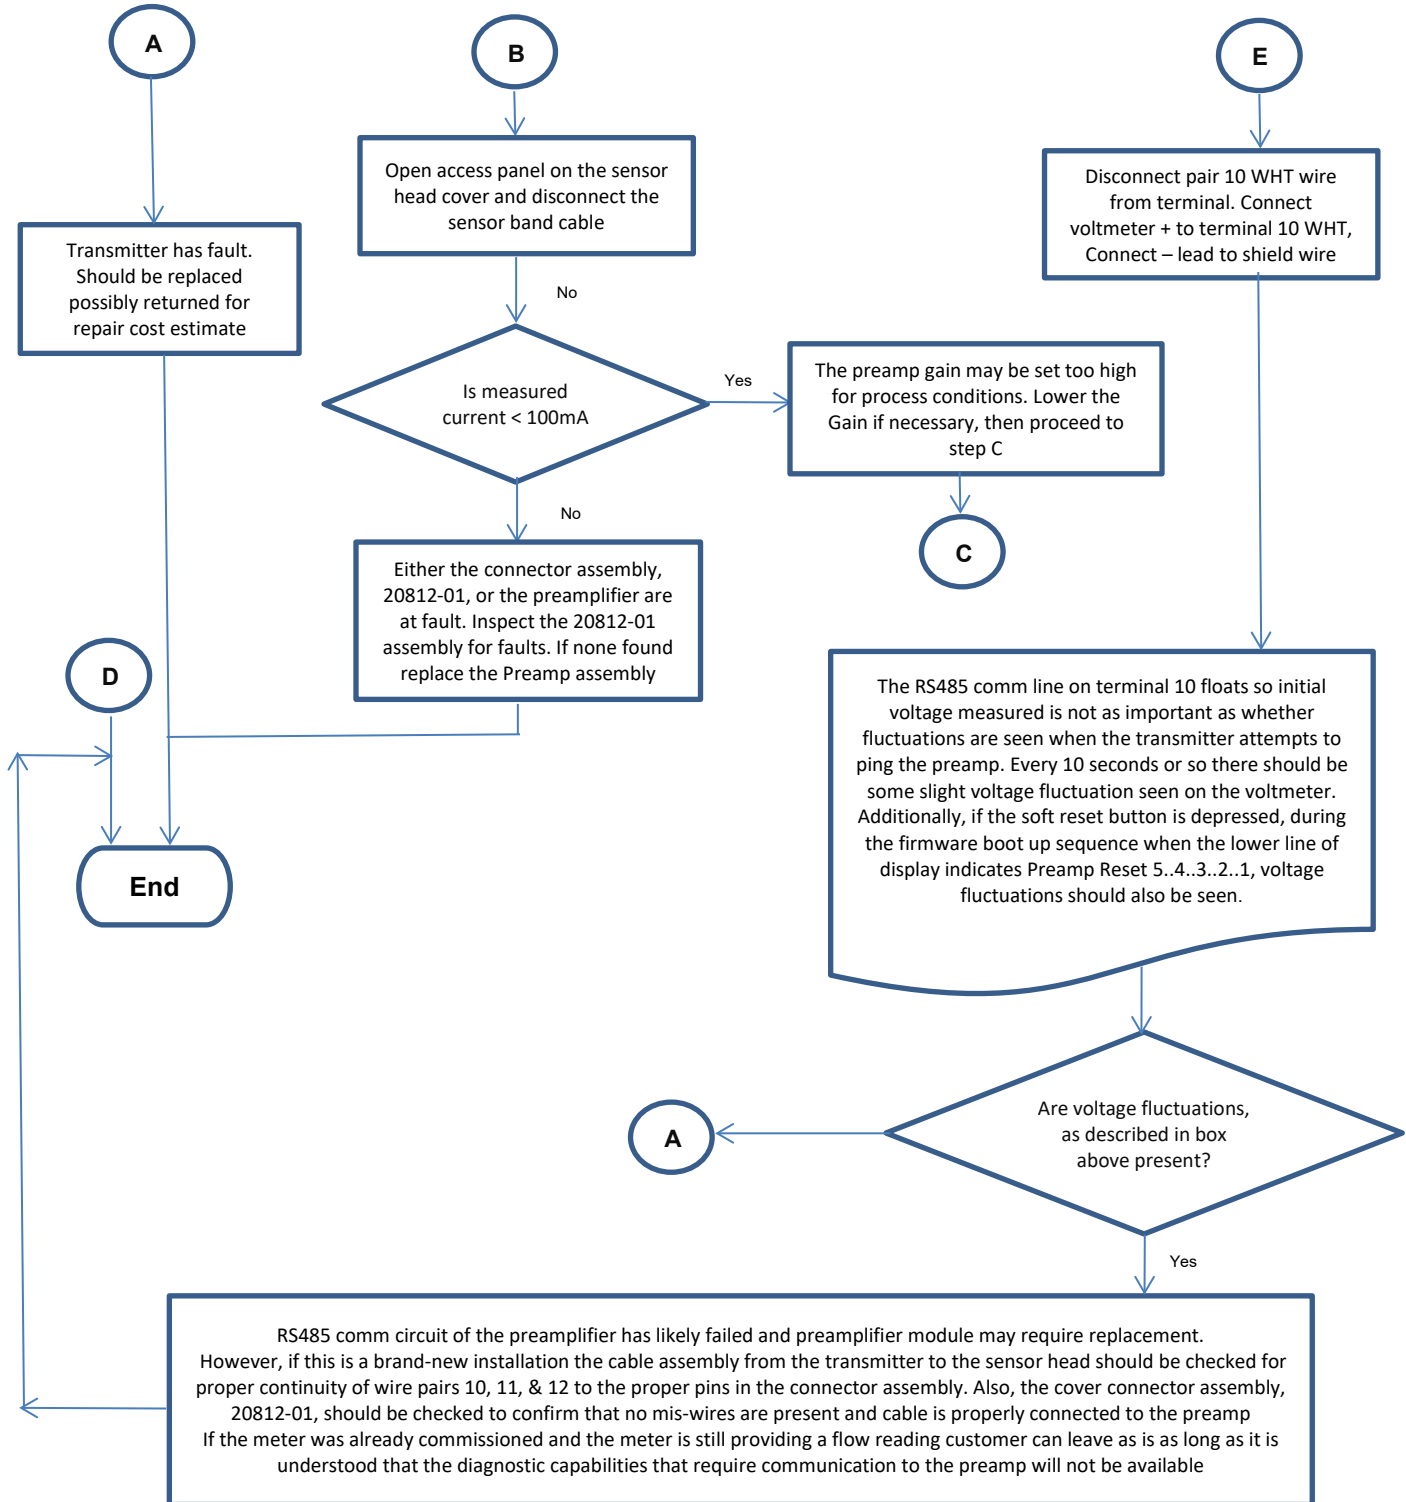 A
B
E
Open access panel on the sensor
head cover and disconnect the
sensor band cable
Disconnect pair 10 WHT wire
from terminal. Connect
voltmeter + to terminal 10 WHT,
Connect – lead to shield wire
Transmitter has fault.
Should be replaced
possibly returned for
repair cost estimate
No
Is measured
current < 100mA
Yes
The preamp gain may be set too high
for process conditions. Lower the
Gain if necessary, then proceed to
step C
No
C
Either the connector assembly,
20812-01, or the preamplifier are
at fault. Inspect the 20812-01
assembly for faults. If none found
replace the Preamp assembly
D
The RS485 comm line on terminal 10 floats so initial
voltage measured is not as important as whether
fluctuations are seen when the transmitter attempts to
ping the preamp. Every 10 seconds or so there should be
some slight voltage fluctuation seen on the voltmeter.
Additionally, if the soft reset button is depressed, during
the firmware boot up sequence when the lower line of
display indicates Preamp Reset 5..4..3..2..1, voltage
fluctuations should also be seen.
End
Are voltage fluctuations,
as described in box
above present?
A
Yes
RS485 comm circuit of the preamplifier has likely failed and preamplifier module may require replacement.
However, if this is a brand-new installation the cable assembly from the transmitter to the sensor head should be checked for
proper continuity of wire pairs 10, 11, & 12 to the proper pins in the connector assembly. Also, the cover connector assembly,
20812-01, should be checked to confirm that no mis-wires are present and cable is properly connected to the preamp
If the meter was already commissioned and the meter is still providing a flow reading customer can leave as is as long as it is
understood that the diagnostic capabilities that require communication to the preamp will not be available